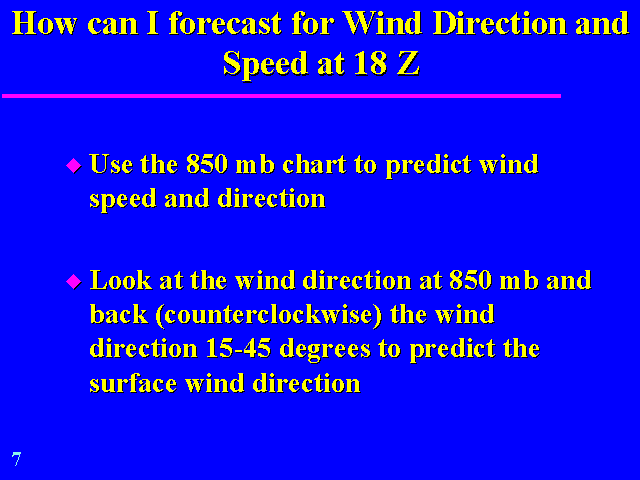 How can I forecast for Wind Direction and
Speed at 18 Z
Use the 850 mb chart to predict wind
speed and direction
Look at the wind direction at 850 mb and
back (counterclockwise) the wind
direction 15-45 degrees to predict the
surface wind direction
7